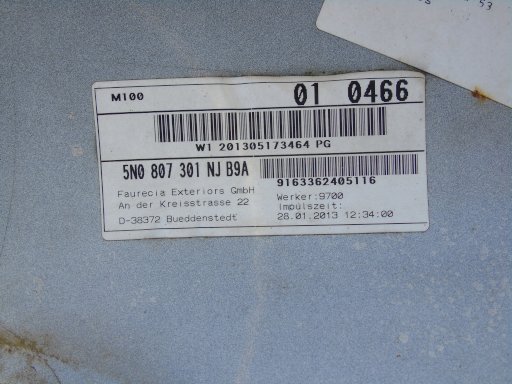 53
M100
01 0466
W1 201305173464 PG
5N0 807 301 NJ B9A
9163362405116
Faurecia Exteriors GmbH
An der Kreisstrasse 22
D-38372 Bueddenstedt
Werker:9700
Impulszeit:
28.01.2013 12:34:00